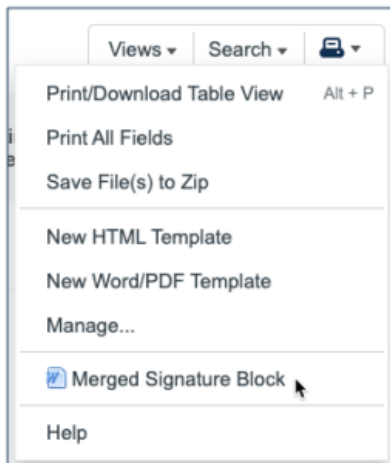 Views Search
Print/Download Table View Alt + P
Print All Fields
Save File(s) to Zip
New HTML Template
New Word/PDF Template
Manage...
Merged Signature Block
Help